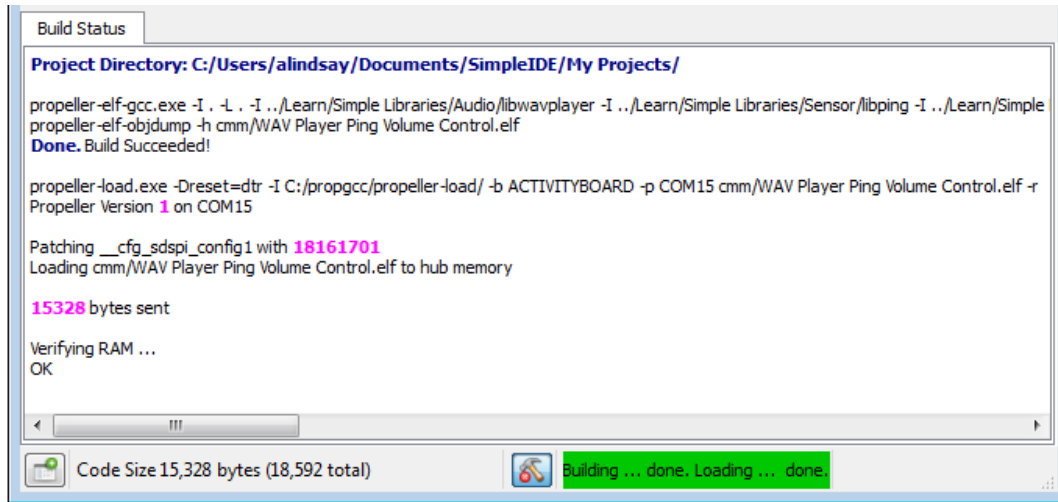 Build Status
Project Directory: C:/Users/alindsay/Documents/SimpleIDE/My Projects/
propeller-elf-gcc.exe -I . -L . -I ../Learn/Simple Libraries/Audio/libwavplayer -I ../Learn/Simple Libraries/Sensor/libping -I ../Learn/Simple
propeller-elf-objdump -h cmm/WAV Player Ping Volume Control.elf
Done. Build Succeeded!
propeller-load.exe -Dreset=dtr -I C:/propgcc/propeller-load/ -b ACTIVITYBOARD -p COM15 cmm/WAV Player Ping Volume Control.elf -r
Propeller Version 1 on COM15
Patching __cfg_sdspi_config1 with 18161701
Loading cmm/WAV Player Ping Volume Control.elf to hub memory
15328 bytes sent
Verifying RAM ...
OK
Code Size 15,328 bytes (18,592 total)
Building ... done. Loading ... done.